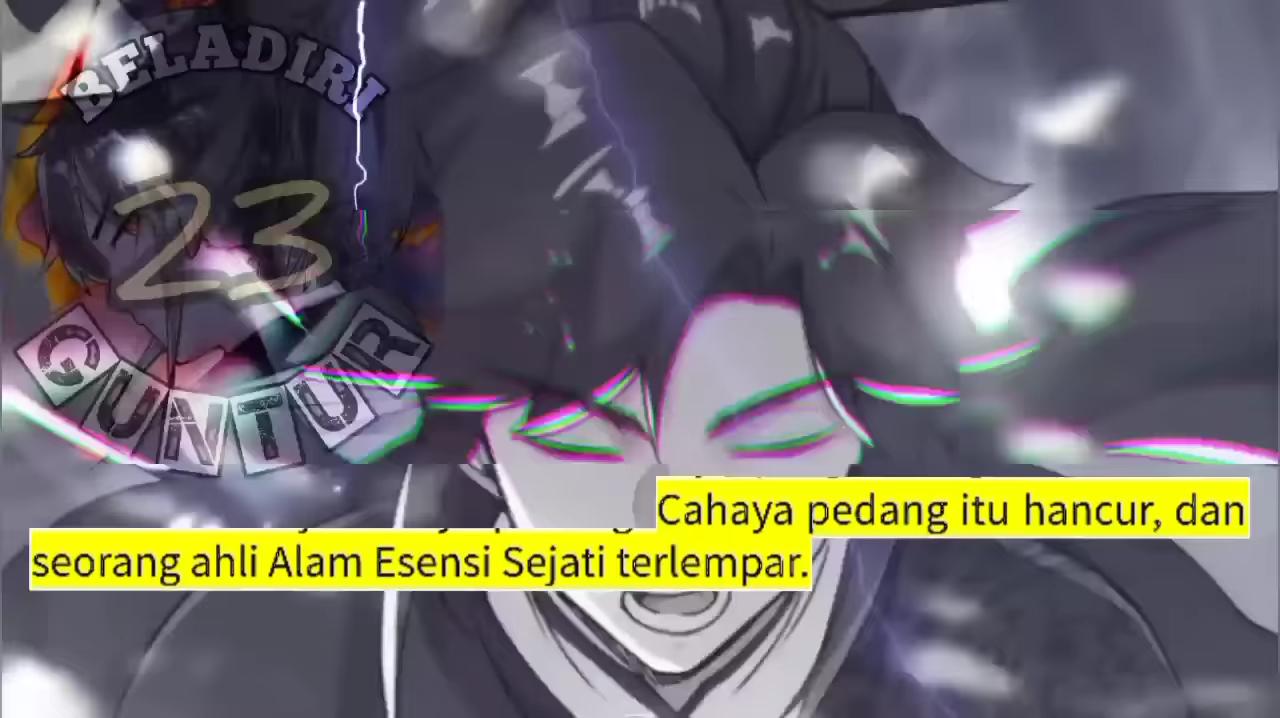 BELADIRI
23
GUNTUR
Cahaya pedang itu hancur, dan
seorang ahli Alam Esensi Sejati terlempar.